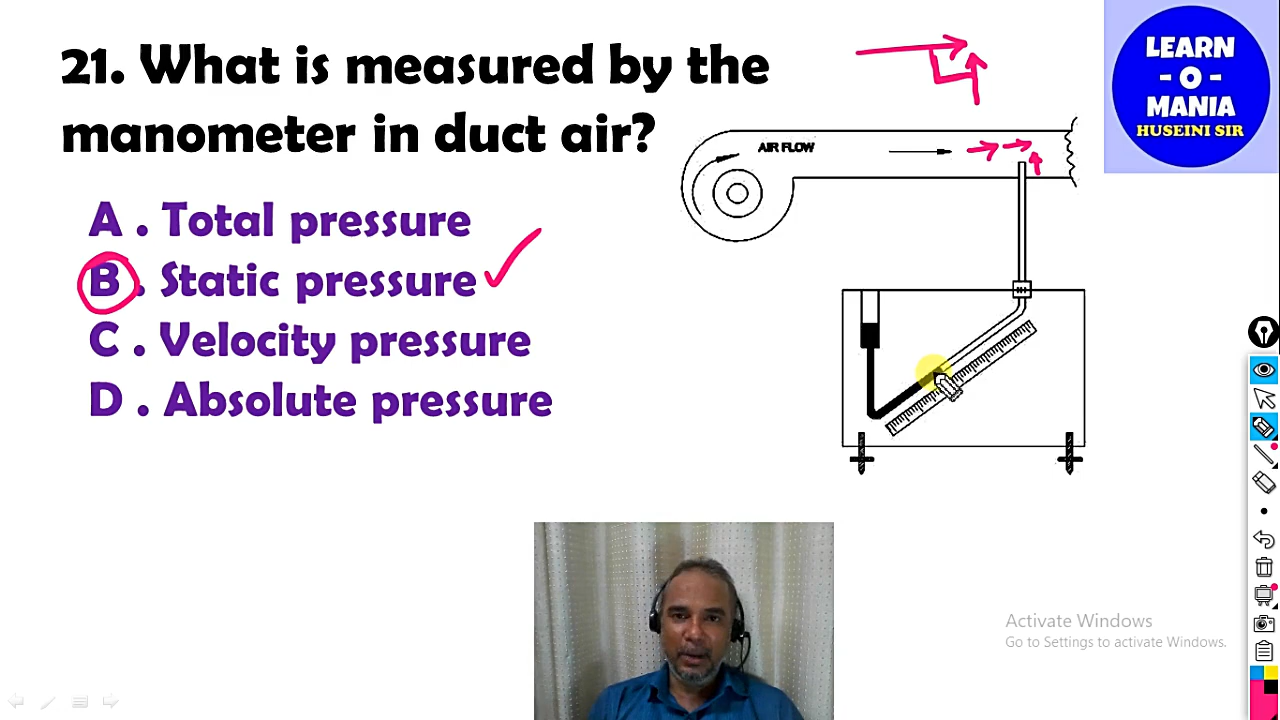 21. What is measured by the
manometer in duct air?
A . Total pressure
B . Static pressure
C . Velocity pressure
D . Absolute pressure
AIR FLOW
LEARN
- O -
MANIA
HUSEINI SIR
Activate Windows
Go to Settings to activate Windows.